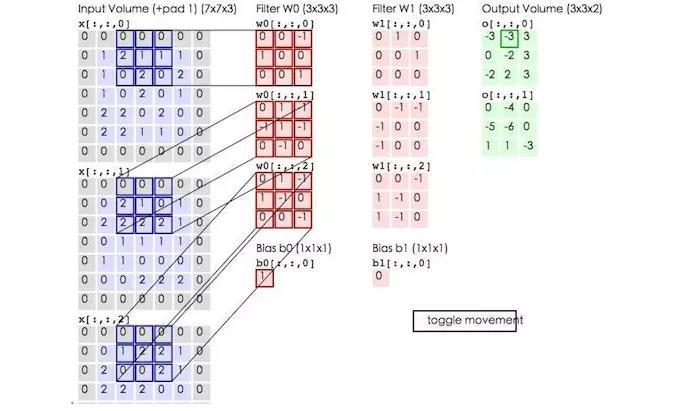 Input Volume (+pad 1) (7x7x3)
x[:,:,0]
0 0 0 0 0 0 0
0 1 2 1 1 1 0
0 1 0 2 0 2 0
0 1 0 2 0 1 0
0 2 2 0 2 0 0
0 2 2 1 1 0 0
0 0 0 0 0 0 0
x[:,:,1]
0 0 0 0 0 0 0
0 0 2 1 0 1 0
0 0 2 2 2 1 0
0 0 1 1 1 1 0
0 1 1 0 0 0 0
0 0 0 2 2 2 0
0 0 0 0 0 0 0
x[:,:,2]
0 0 0 0 0 0 0
0 0 1 2 2 1 0
0 2 0 0 2 1 0
0 2 2 2 0 0 0
Filter W0 (3x3x3)
w0[:,:,0]
0 0 -1
1 0 0
0 0 0
w0[:,:,1]
0 1 -1
-1 1 -1
0 -1 0
w0[:,:,2]
0 1 -1
1 -1 0
0 0 -1
Bias b0 (1x1x1)
b0[:,:,0]
1
Filter W1 (3x3x3)
w1[:,:,0]
0 1 0
0 0 1
1 0 0
w1[:,:,1]
0 -1 -1
-1 0 0
1 0 0
w1[:,:,2]
0 0 -1
1 -1 0
1 -1 0
Bias b1 (1x1x1)
b1[:,:,0]
0
Output Volume (3x3x2)
o[:,:,0]
-3 -3 3
0 -2 3
-2 2 3
o[:,:,1]
0 -4 0
-5 -6 0
1 1 -3
toggle movement